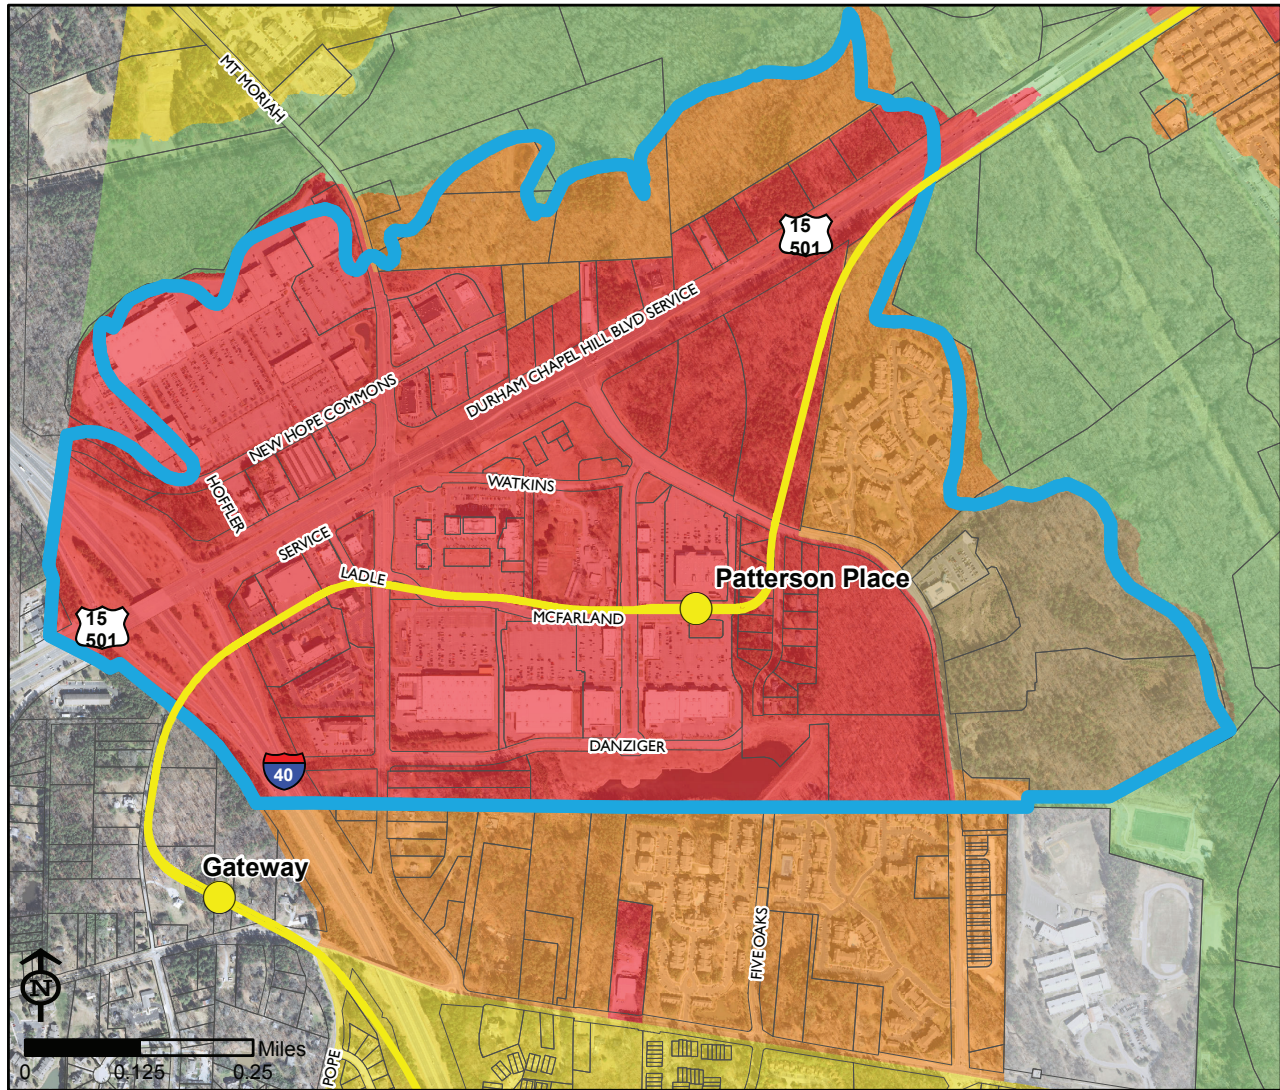 MT MORIAH
15
501
DURHAM CHAPEL HILL BLVD SERVICE
NEW HOPE COMMONS
HOFFLER
WATKINS
SERVICE
LADLE
Patterson Place
MCFARLAND
15
501
DANZIGER
40
Gateway
FIVE OAKS
N
Miles
0 0.125 0.25
POPE